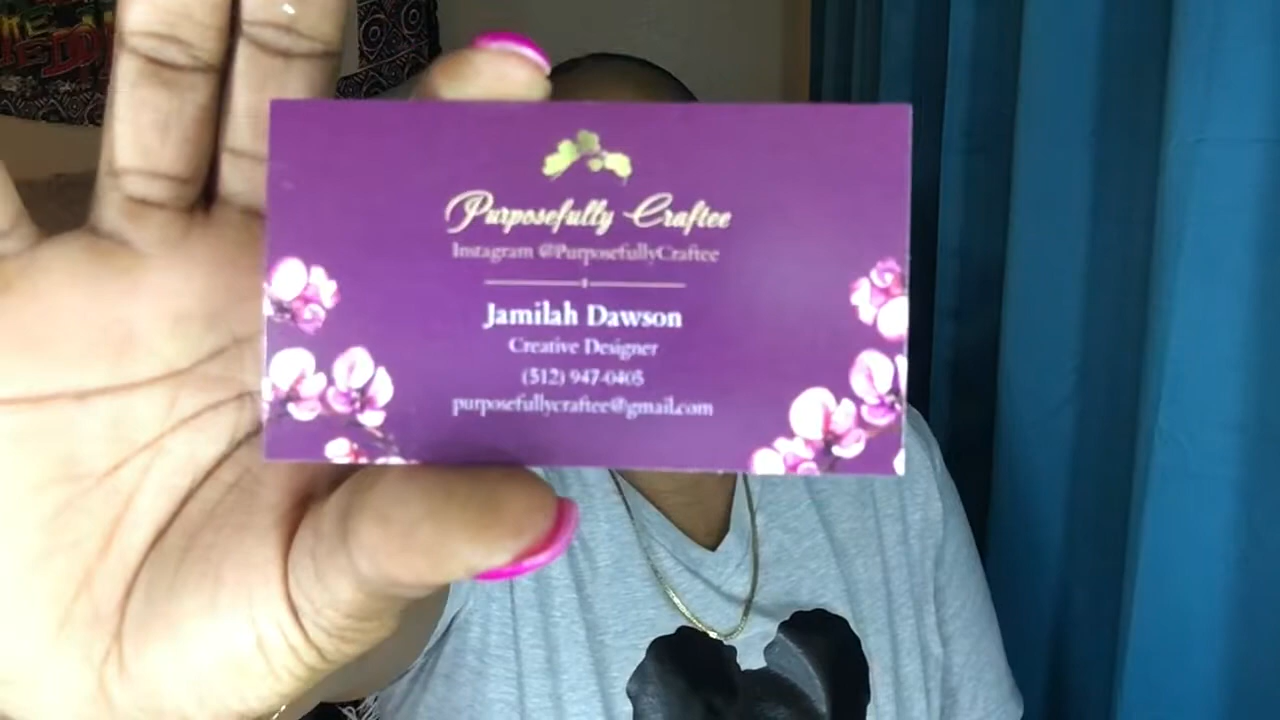 Purposefully Craftee
Instagram @PurposefullyCraftee
Jamilah Dawson
Creative Designer
(512) 947-0405
purposefullycraftee@gmail.com